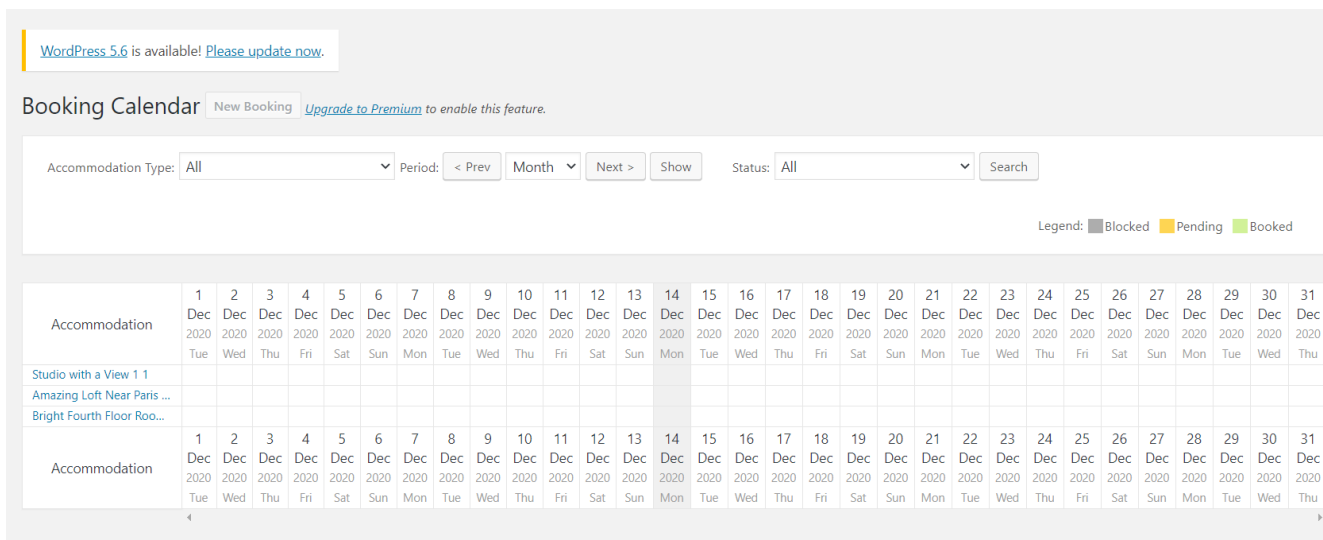 WordPress 5.6 is available! Please update now.
Booking Calendar New Booking Upgrade to Premium to enable this feature.
Accommodation Type: All Period: < Prev Month Next > Show Status: All Search
Legend: Blocked Pending Booked
1 2 3 4 5 6 7 8 9 10 11 12 13 14 15 16 17 18 19 20 21 22 23 24 25 26 27 28 29 30 31
Dec Dec Dec Dec Dec Dec Dec Dec Dec Dec Dec Dec Dec Dec Dec Dec Dec Dec Dec Dec Dec Dec Dec Dec Dec Dec Dec Dec Dec Dec Dec
Accommodation
2020 2020 2020 2020 2020 2020 2020 2020 2020 2020 2020 2020 2020 2020 2020 2020 2020 2020 2020 2020 2020 2020 2020 2020 2020 2020 2020 2020 2020 2020 2020
Tue Wed Thu Fri Sat Sun Mon Tue Wed Thu Fri Sat Sun Mon Tue Wed Thu Fri Sat Sun Mon Tue Wed Thu Fri Sat Sun Mon Tue Wed Thu
Studio with a View 1 1
Amazing Loft Near Paris ...
Bright Fourth Floor Roo...
1 2 3 4 5 6 7 8 9 10 11 12 13 14 15 16 17 18 19 20 21 22 23 24 25 26 27 28 29 30 31
Dec Dec Dec Dec Dec Dec Dec Dec Dec Dec Dec Dec Dec Dec Dec Dec Dec Dec Dec Dec Dec Dec Dec Dec Dec Dec Dec Dec Dec Dec Dec
Accommodation
2020 2020 2020 2020 2020 2020 2020 2020 2020 2020 2020 2020 2020 2020 2020 2020 2020 2020 2020 2020 2020 2020 2020 2020 2020 2020 2020 2020 2020 2020 2020
Tue Wed Thu Fri Sat Sun Mon Tue Wed Thu Fri Sat Sun Mon Tue Wed Thu Fri Sat Sun Mon Tue Wed Thu Fri Sat Sun Mon Tue Wed Thu